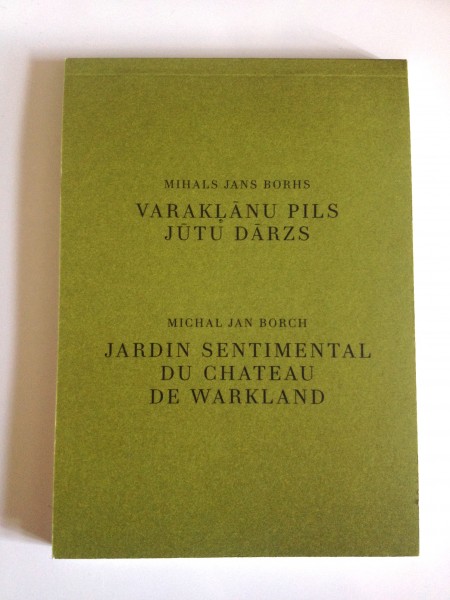 MIHALS JANS BORHS
VARAKĻĀNU PILS
JŪTU DĀRZS
MICHAL JAN BORCH
JARDIN SENTIMENTAL
DU CHATEAU
DE WARKLAND